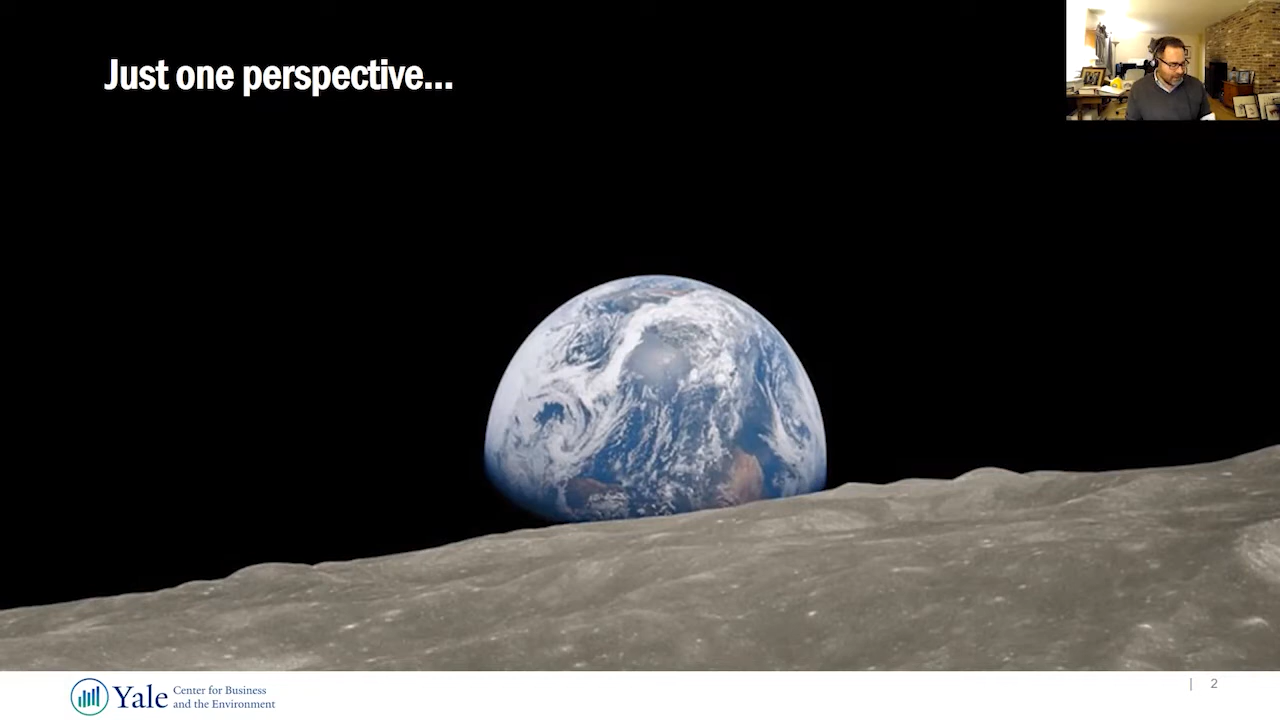 Just one perspective...
Yale Center for Business
and the Environment
| 2